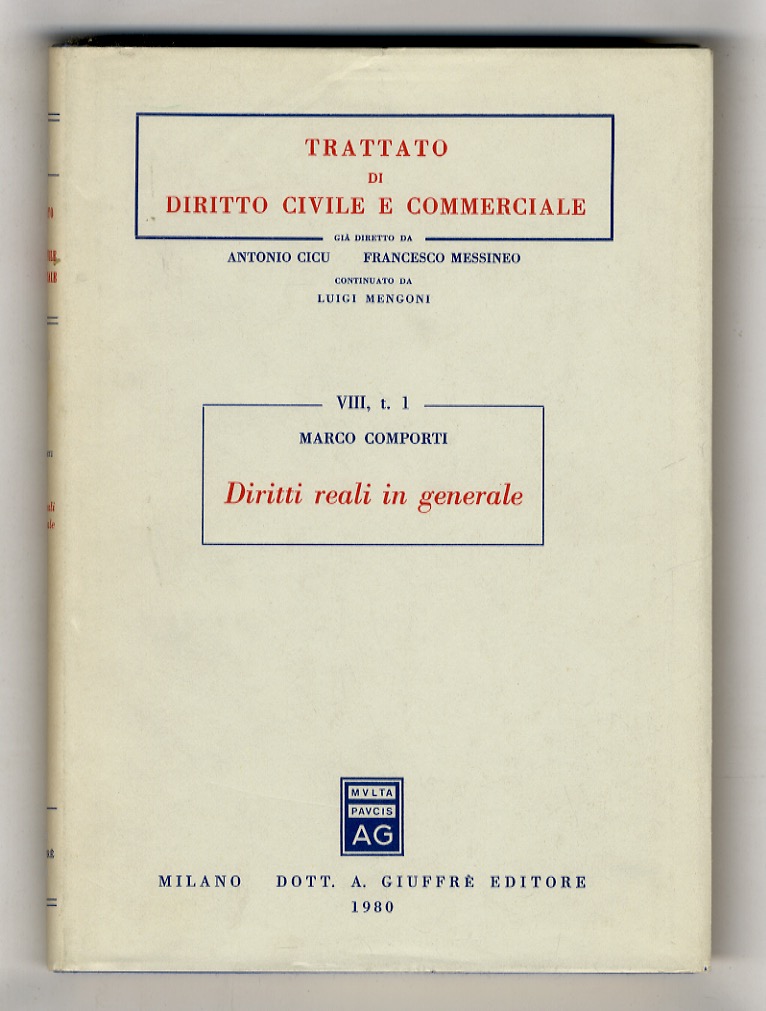 TRATTATO
DI
DIRITTO CIVILE E COMMERCIALE
GIÀ DIRETTO DA
ANTONIO CICU FRANCESCO MESSINEO
CONTINUATO DA
LUIGI MENGONI
VIII, t. 1
MARCO COMPORTI
Diritti reali in generale
MVLTA
PAVCIS
AG
MILANO DOTT. A. GIUFFRÈ EDITORE
1980